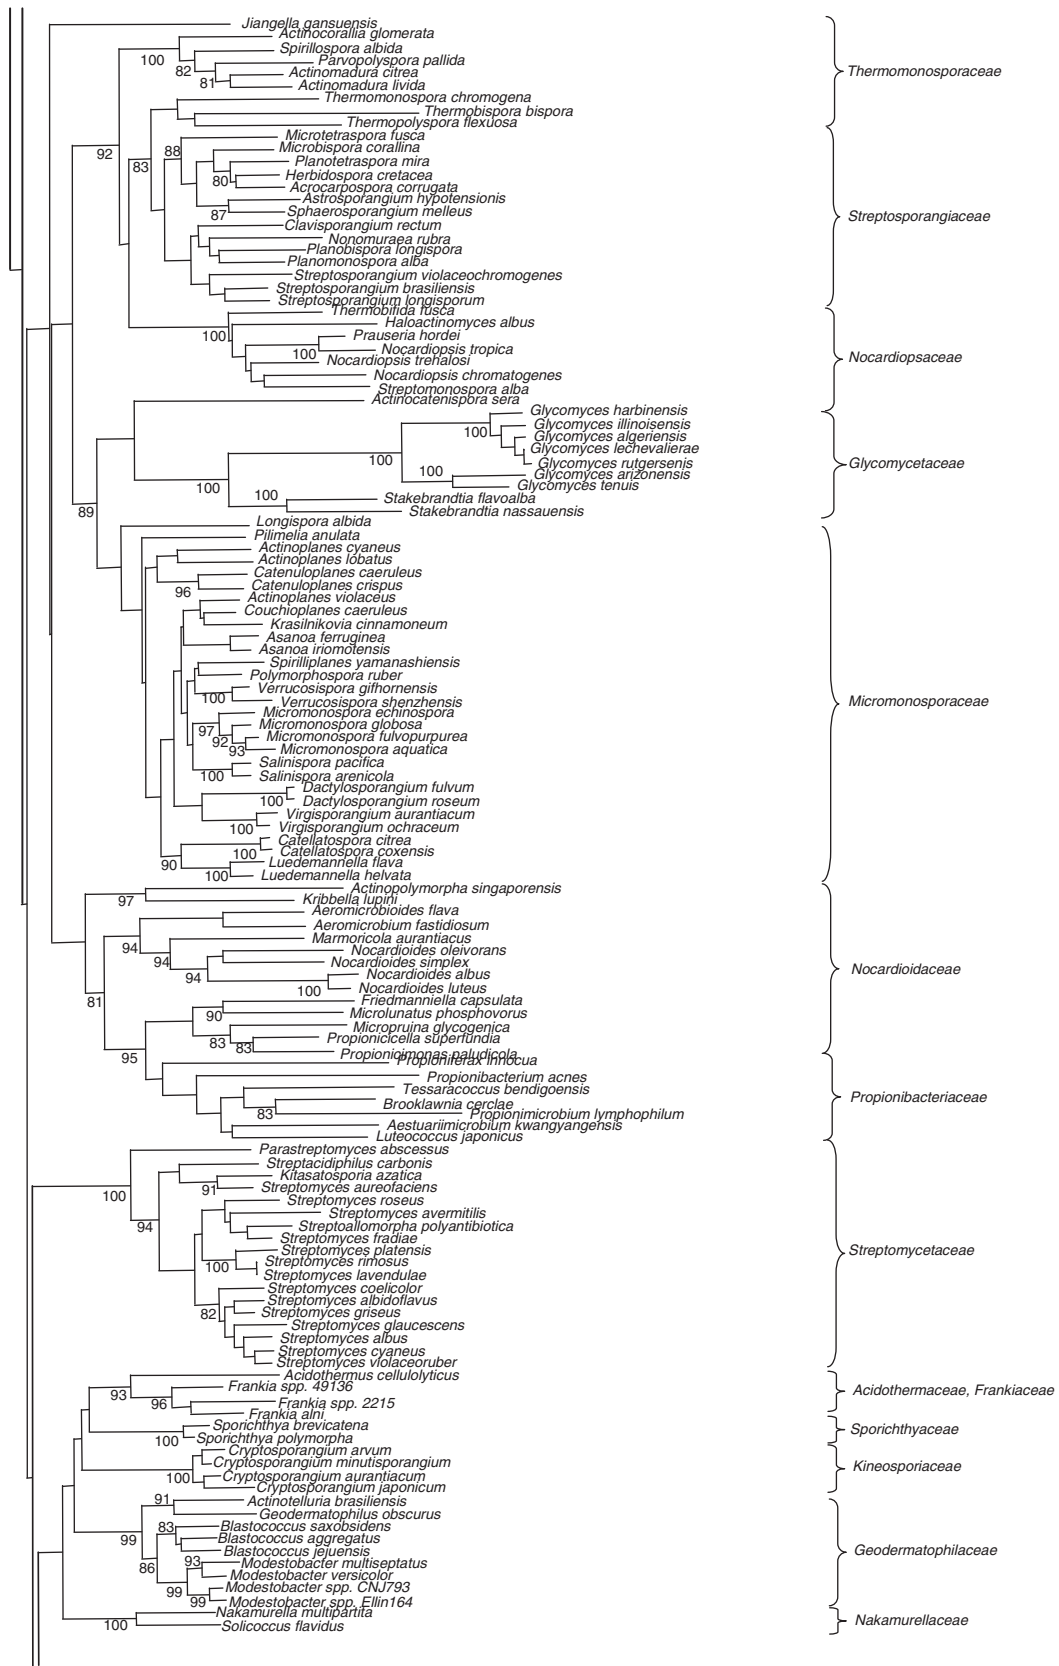 Jiangella gansuensis
Actinocorallia glomerata
Spirillospora albida
100
Parvopolyspora pallida
82
Actinomadura citrea
81
Actinomadura livida
Thermomonosporaceae
Thermomonospora chromogena
Thermobispora bispora
Thermopolyspora flexuosa
Microtetraspora fusca
92
88
Microbispora corallina
83
Planotetraspora mira
Herbidospora cretacea
80
Acrocarpospora corrugata
Astrosporangium hypotensionis
87
Sphaerosporangium melleus
Streptosporangiaceae
Clavisporangium rectum
Nonomuraea rubra
Planobispora longispora
Planomonospora alba
Streptosporangium violaceochromogenes
Streptosporangium brasiliensis
Streptosporangium longisporum
Thermobifida fusca
Haloactinomyces albus
100
Prauseria hordei
100
Nocardiopsis tropica
Nocardiopsis trehalosi
Nocardiopsaceae
Nocardiopsis chromatogenes
Streptomonospora alba
Actinocatenispora sera
Glycomyces harbinensis
Glycomyces illinoisensis
100
Glycomyces algeriensis
Glycomyces lechevalierae
100
Glycomyces rutgersenis
Glycomycetaceae
100
Glycomyces arizonensis
100
Glycomyces tenuis
100
Stakebrandtia flavoalba
89
Stakebrandtia nassauensis
Longispora albida
Pilimelia anulata
Actinoplanes cyaneus
Actinoplanes lobatus
Catenuloplanes caeruleus
96
Catenuloplanes crispus
Actinoplanes violaceus
Couchioplanes caeruleus
Krasilnikovia cinnamoneum
Asanoa ferruginea
Asanoa iriomotensis
Spirilliplanes yamanashiensis
Polymorphospora ruber
Verrucosispora gifhornensis
100
Verrucosispora shenzhensis
Micromonosporaceae
Micromonospora echinospora
97
Micromonospora globosa
92
Micromonospora fulvopurpurea
93
Micromonospora aquatica
Salinispora pacifica
100
Salinispora arenicola
Dactylosporangium fulvum
100
Dactylosporangium roseum
Virgisporangium aurantiacum
100
Virgisporangium ochraceum
Catellatospora citrea
100
Catellatospora coxensis
90
Luedemannella flava
100
Luedemannella helvata
Actinopolymorpha singaporensis
97
Kribbella lupini
Aeromicrobioides flava
Aeromicrobium fastidiosum
94
Marmoricola aurantiacus
94
Nocardioides oleivorans
Nocardioides simplex
94
Nocardioides albus
100
Nocardioides luteus
Nocardioidaceae
81
Friedmanniella capsulata
90
Microlunatus phosphovorus
Micropruina glycogenica
83
Propionicicella superfundia
83
95
Propionicimonas paludicola
Propioniferax innocua
Propionibacterium acnes
Tessaracoccus bendigoensis
Brooklawnia cerclae
83
Propionimicrobium lymphophilum
Propionibacteriaceae
Aestuariimicrobium kwangyangensis
Luteococcus japonicus
Parastreptomyces abscessus
Streptacidiphilus carbonis
100
Kitasatosporia azatica
91
Streptomyces aureofaciens
Streptomyces roseus
94
Streptomyces avermitilis
Streptoallomorpha polyantibiotica
Streptomyces fradiae
Streptomyces platensis
100
Streptomyces rimosus
Streptomyces lavendulae
Streptomycetaceae
Streptomyces coelicolor
Streptomyces albidoflavus
82
Streptomyces griseus
Streptomyces glaucescens
Streptomyces albus
Streptomyces cyaneus
Streptomyces violaceoruber
Acidothermus cellulolyticus
93
Frankia spp. 49136
96
Frankia spp. 2215
Frankia alni
Acidothermaceae, Frankiaceae
Sporichthya brevicatena
100
Sporichthya polymorpha
Sporichthyaceae
Cryptosporangium arvum
Cryptosporangium minutisporangium
100
Cryptosporangium aurantiacum
Cryptosporangium japonicum
Kineosporiaceae
91
Actinotelluria brasiliensis
Geodermatophilus obscurus
99
83
Blastococcus saxobsidens
Blastococcus aggregatus
86
Blastococcus jejuensis
93
Modestobacter multiseptatus
Modestobacter versicolor
99
Modestobacter spp. CNJ793
99
Modestobacter spp. Ellin164
Geodermatophilaceae
Nakamurella multipartita
100
Solicoccus flavidus
Nakamurellaceae